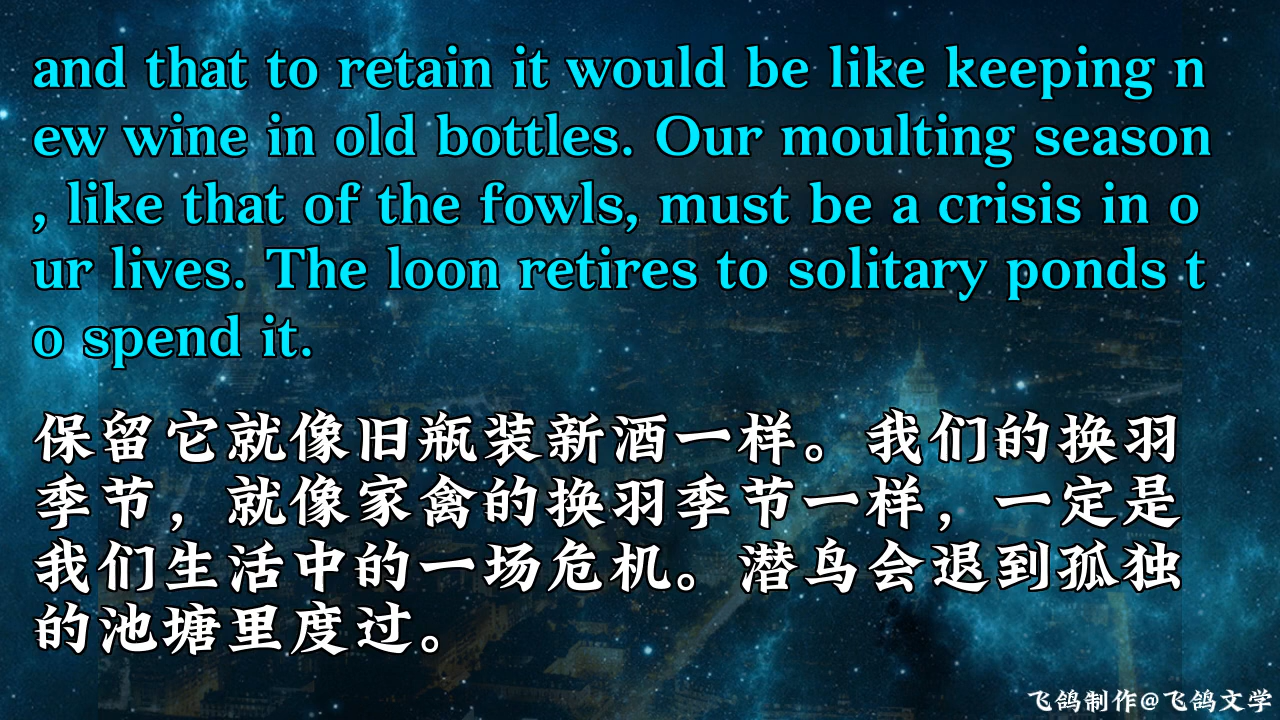 and that to retain it would be like keeping n
ew wine in old bottles. Our moulting season
, like that of the fowls, must be a crisis in o
ur lives. The loon retires to solitary ponds t
o spend it.
保留它就像旧瓶装新酒一样。我们的换羽
季节，就像家禽的换羽季节一样，一定是
我们生活中的一场危机。潜鸟会退到孤独
的池塘里度过。
飞鸽制作@飞鸽文学